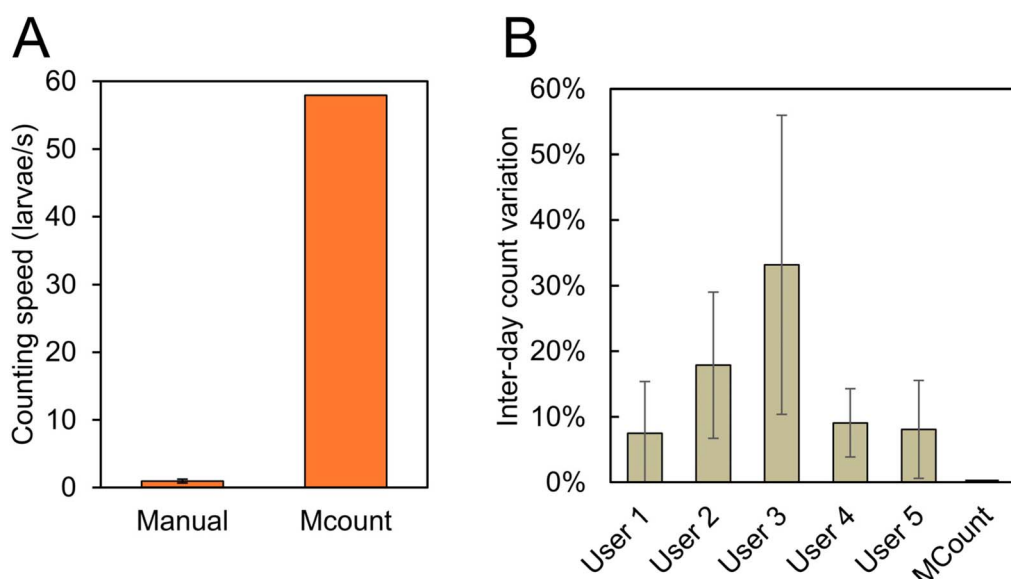 A
Counting speed (larvae/s)
60
50
40
30
20
10
0
Manual
Mcount
B
Inter-day count variation
60%
50%
40%
30%
20%
10%
0%
User 1
User 2
User 3
User 4
User 5
MCount